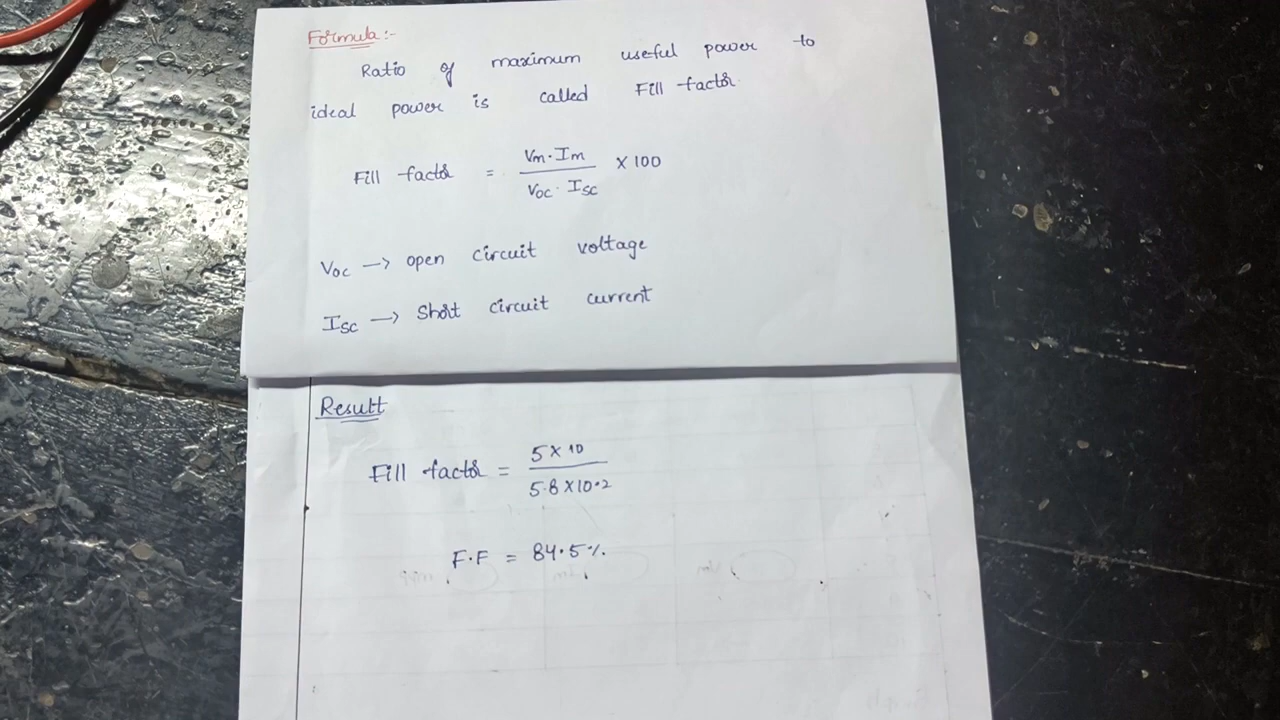 Formula:-
Ratio of maximum useful power to
ideal power is called Fill factor.
Fill factor = Vm·Im / Voc·Isc × 100
Voc → open circuit voltage
Isc → Short circuit current
Result
Fill factor = 5×10 / 5.8×10.2
F.F = 84.5%